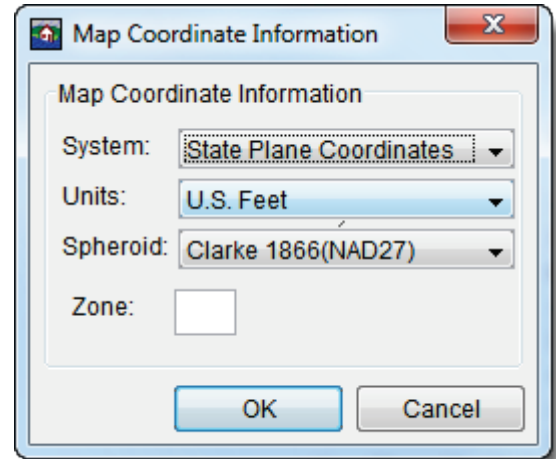 Map Coordinate Information
Map Coordinate Information
System: State Plane Coordinates
Units: U.S. Feet
Spheroid: Clarke 1866(NAD27)
Zone:
OK Cancel